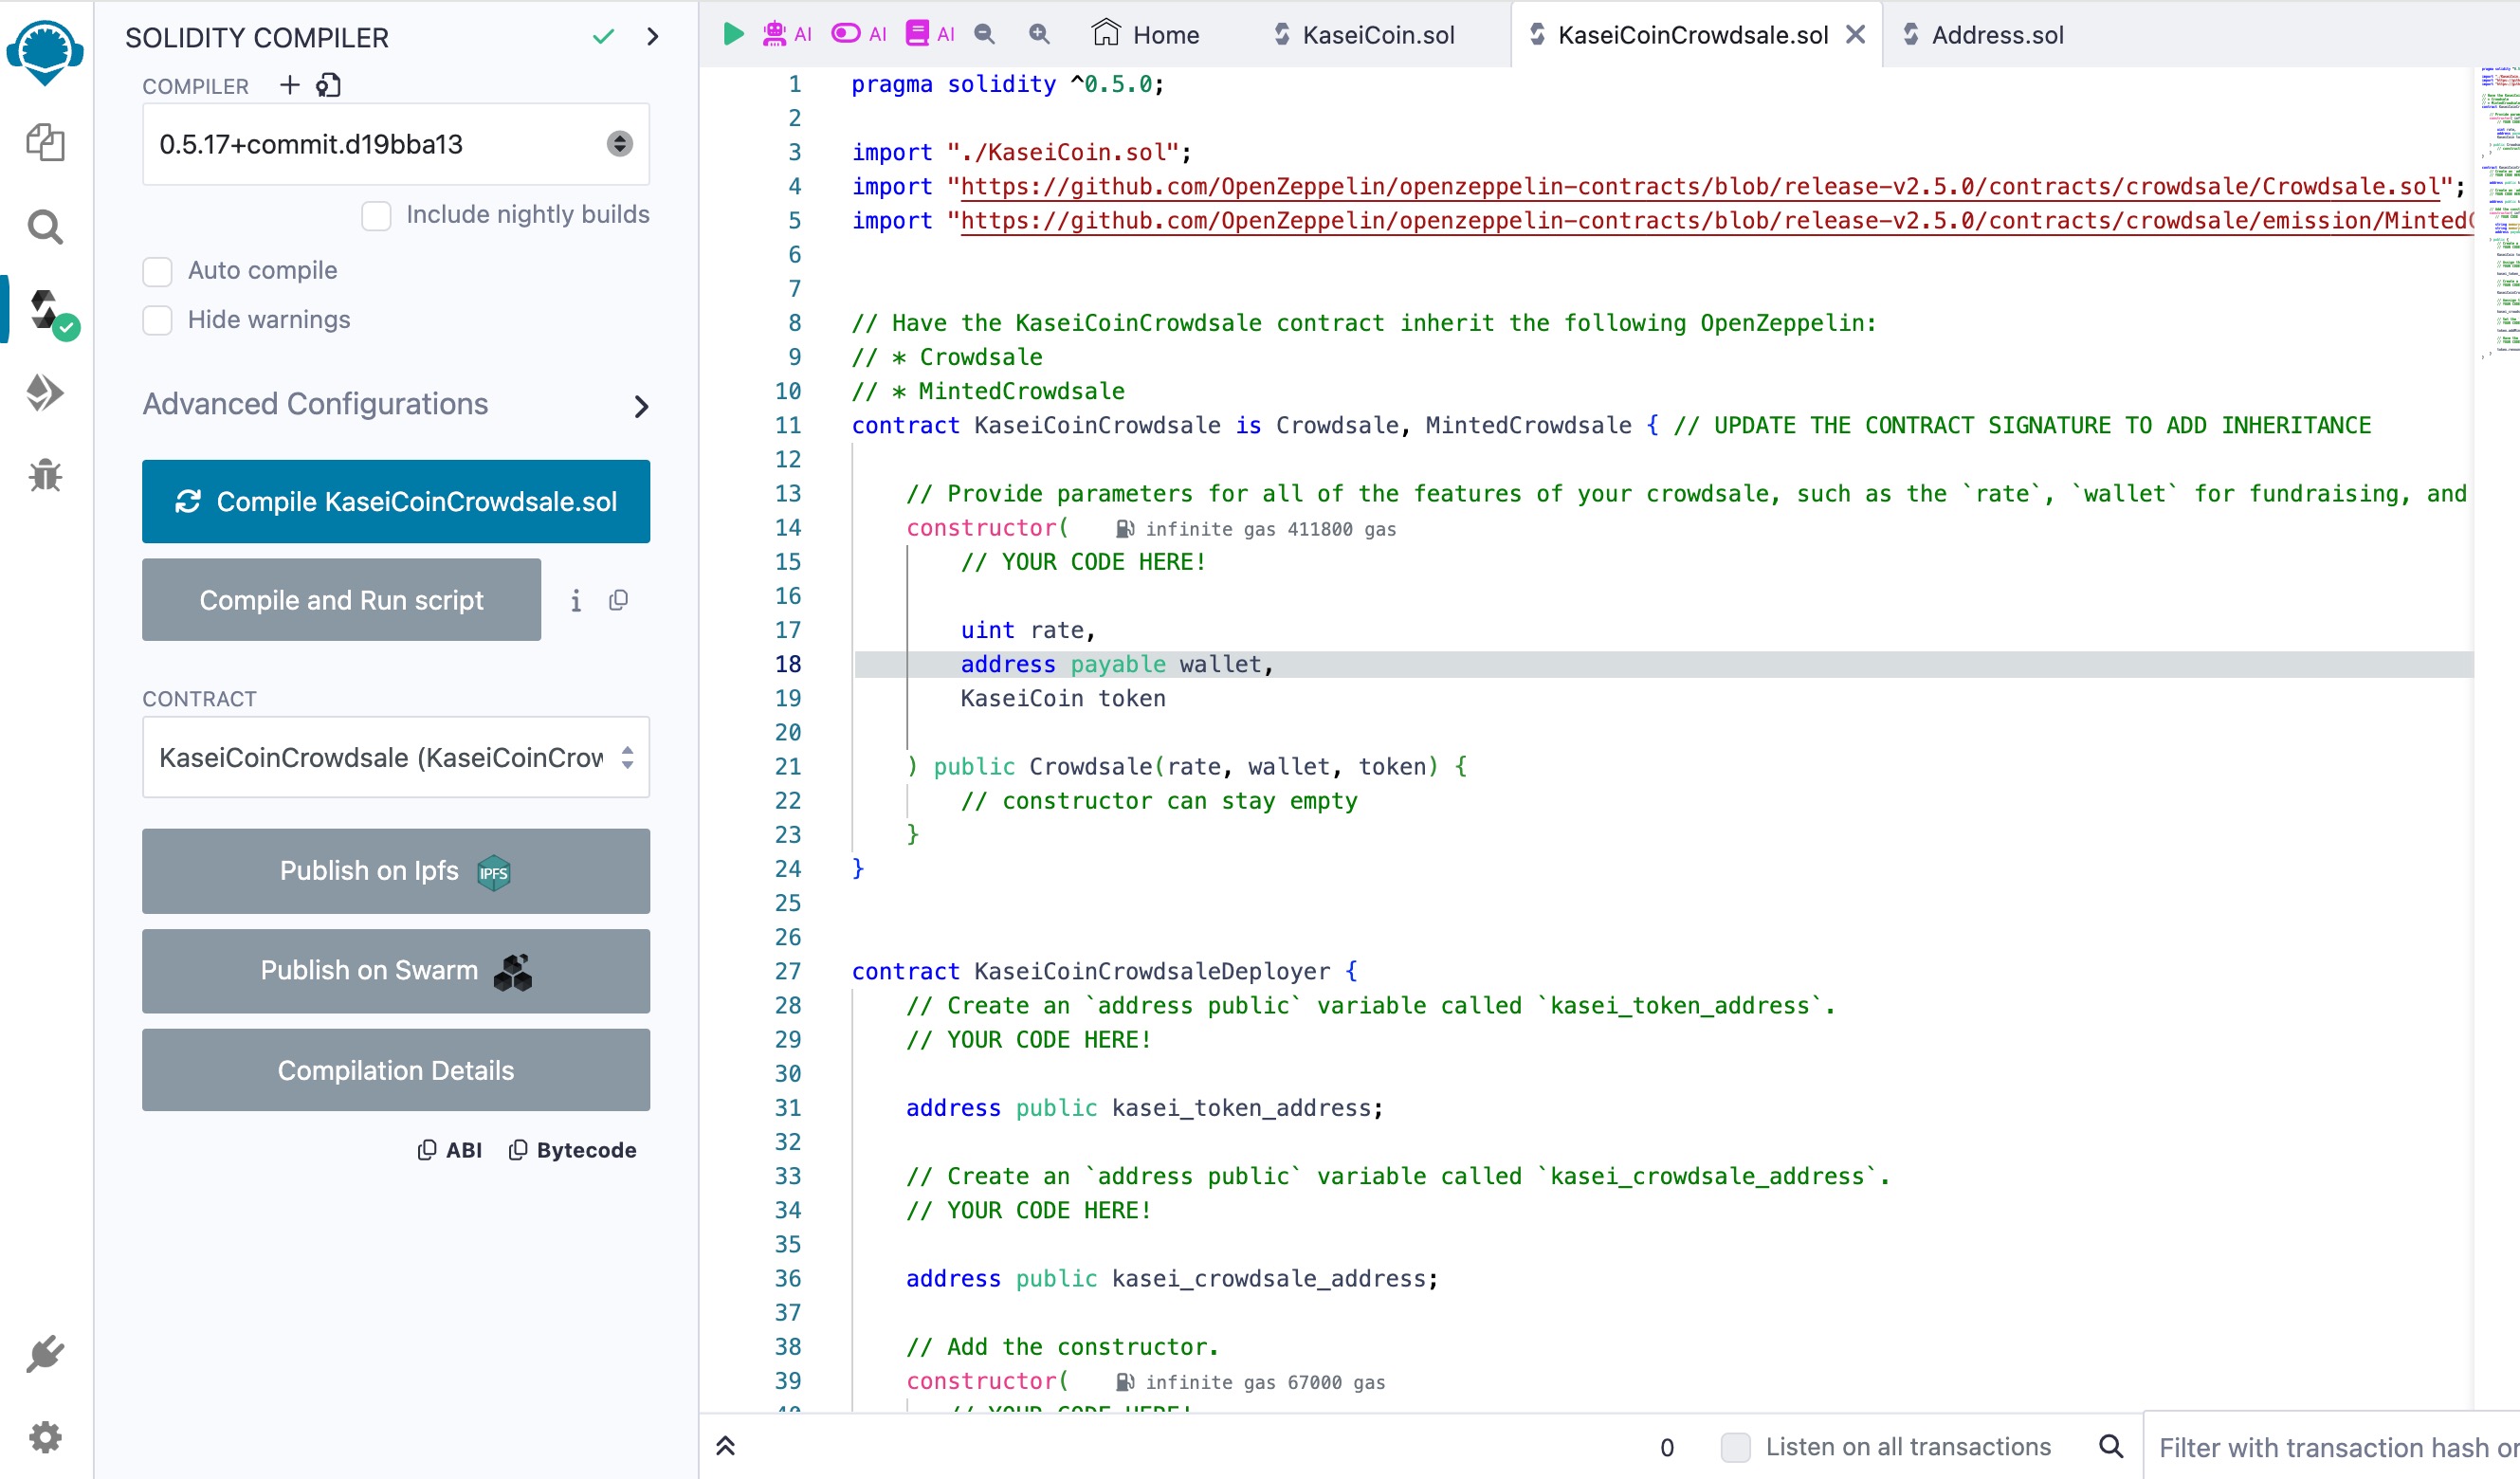 SOLIDITY COMPILER
COMPILER
0.5.17+commit.d19bba13
Include nightly builds
Auto compile
Hide warnings
Advanced Configurations
Compile KaseiCoinCrowdsale.sol
Compile and Run script
i
CONTRACT
KaseiCoinCrowdsale (KaseiCoinCrow
Publish on Ipfs IPFS
Publish on Swarm
Compilation Details
ABI Bytecode
AI AI AI Home KaseiCoin.sol KaseiCoinCrowdsale.sol Address.sol
1 pragma solidity ^0.5.0;
2
3 import "./KaseiCoin.sol";
4 import "https://github.com/OpenZeppelin/openzeppelin-contracts/blob/release-v2.5.0/contracts/crowdsale/Crowdsale.sol";
5 import "https://github.com/OpenZeppelin/openzeppelin-contracts/blob/release-v2.5.0/contracts/crowdsale/emission/MintedC
6
7
8 // Have the KaseiCoinCrowdsale contract inherit the following OpenZeppelin:
9 // * Crowdsale
10 // * MintedCrowdsale
11 contract KaseiCoinCrowdsale is Crowdsale, MintedCrowdsale { // UPDATE THE CONTRACT SIGNATURE TO ADD INHERITANCE
12
13 // Provide parameters for all of the features of your crowdsale, such as the `rate`, `wallet` for fundraising, and
14 constructor( infinite gas 411800 gas
15 // YOUR CODE HERE!
16
17 uint rate,
18 address payable wallet,
19 KaseiCoin token
20
21 ) public Crowdsale(rate, wallet, token) {
22 // constructor can stay empty
23 }
24 }
25
26
27 contract KaseiCoinCrowdsaleDeployer {
28 // Create an `address public` variable called `kasei_token_address`.
29 // YOUR CODE HERE!
30
31 address public kasei_token_address;
32
33 // Create an `address public` variable called `kasei_crowdsale_address`.
34 // YOUR CODE HERE!
35
36 address public kasei_crowdsale_address;
37
38 // Add the constructor.
39 constructor( infinite gas 67000 gas
40 // YOUR CODE HERE!
0 Listen on all transactions Filter with transaction hash or